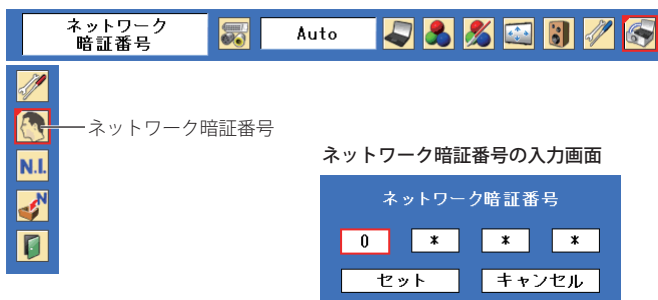 ネットワーク
暗証番号
Auto
ネットワーク暗証番号
N.I.
N
ネットワーク暗証番号の入力画面
ネットワーク暗証番号
0 * * *
セット キャンセル